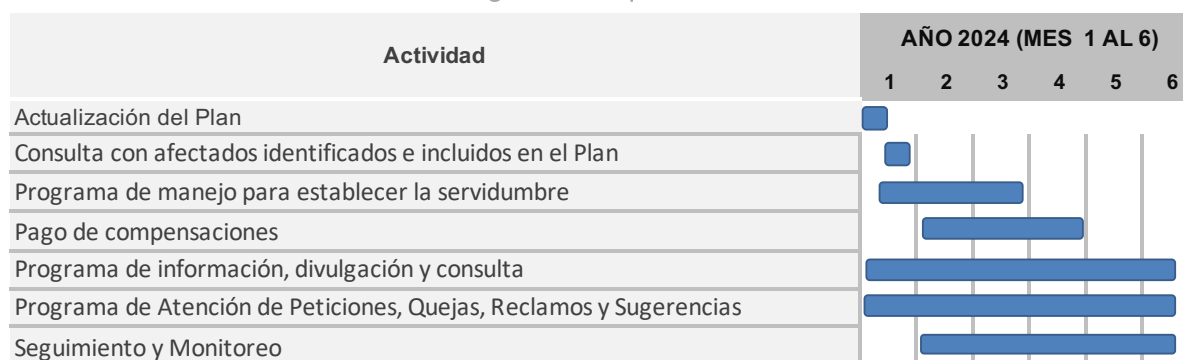 Actividad
AÑO 2024 (MES 1 AL 6)
1 2 3 4 5 6
Actualización del Plan
Consulta con afectados identificados e incluidos en el Plan
Programa de manejo para establecer la servidumbre
Pago de compensaciones
Programa de información, divulgación y consulta
Programa de Atención de Peticiones, Quejas, Reclamos y Sugerencias
Seguimiento y Monitoreo